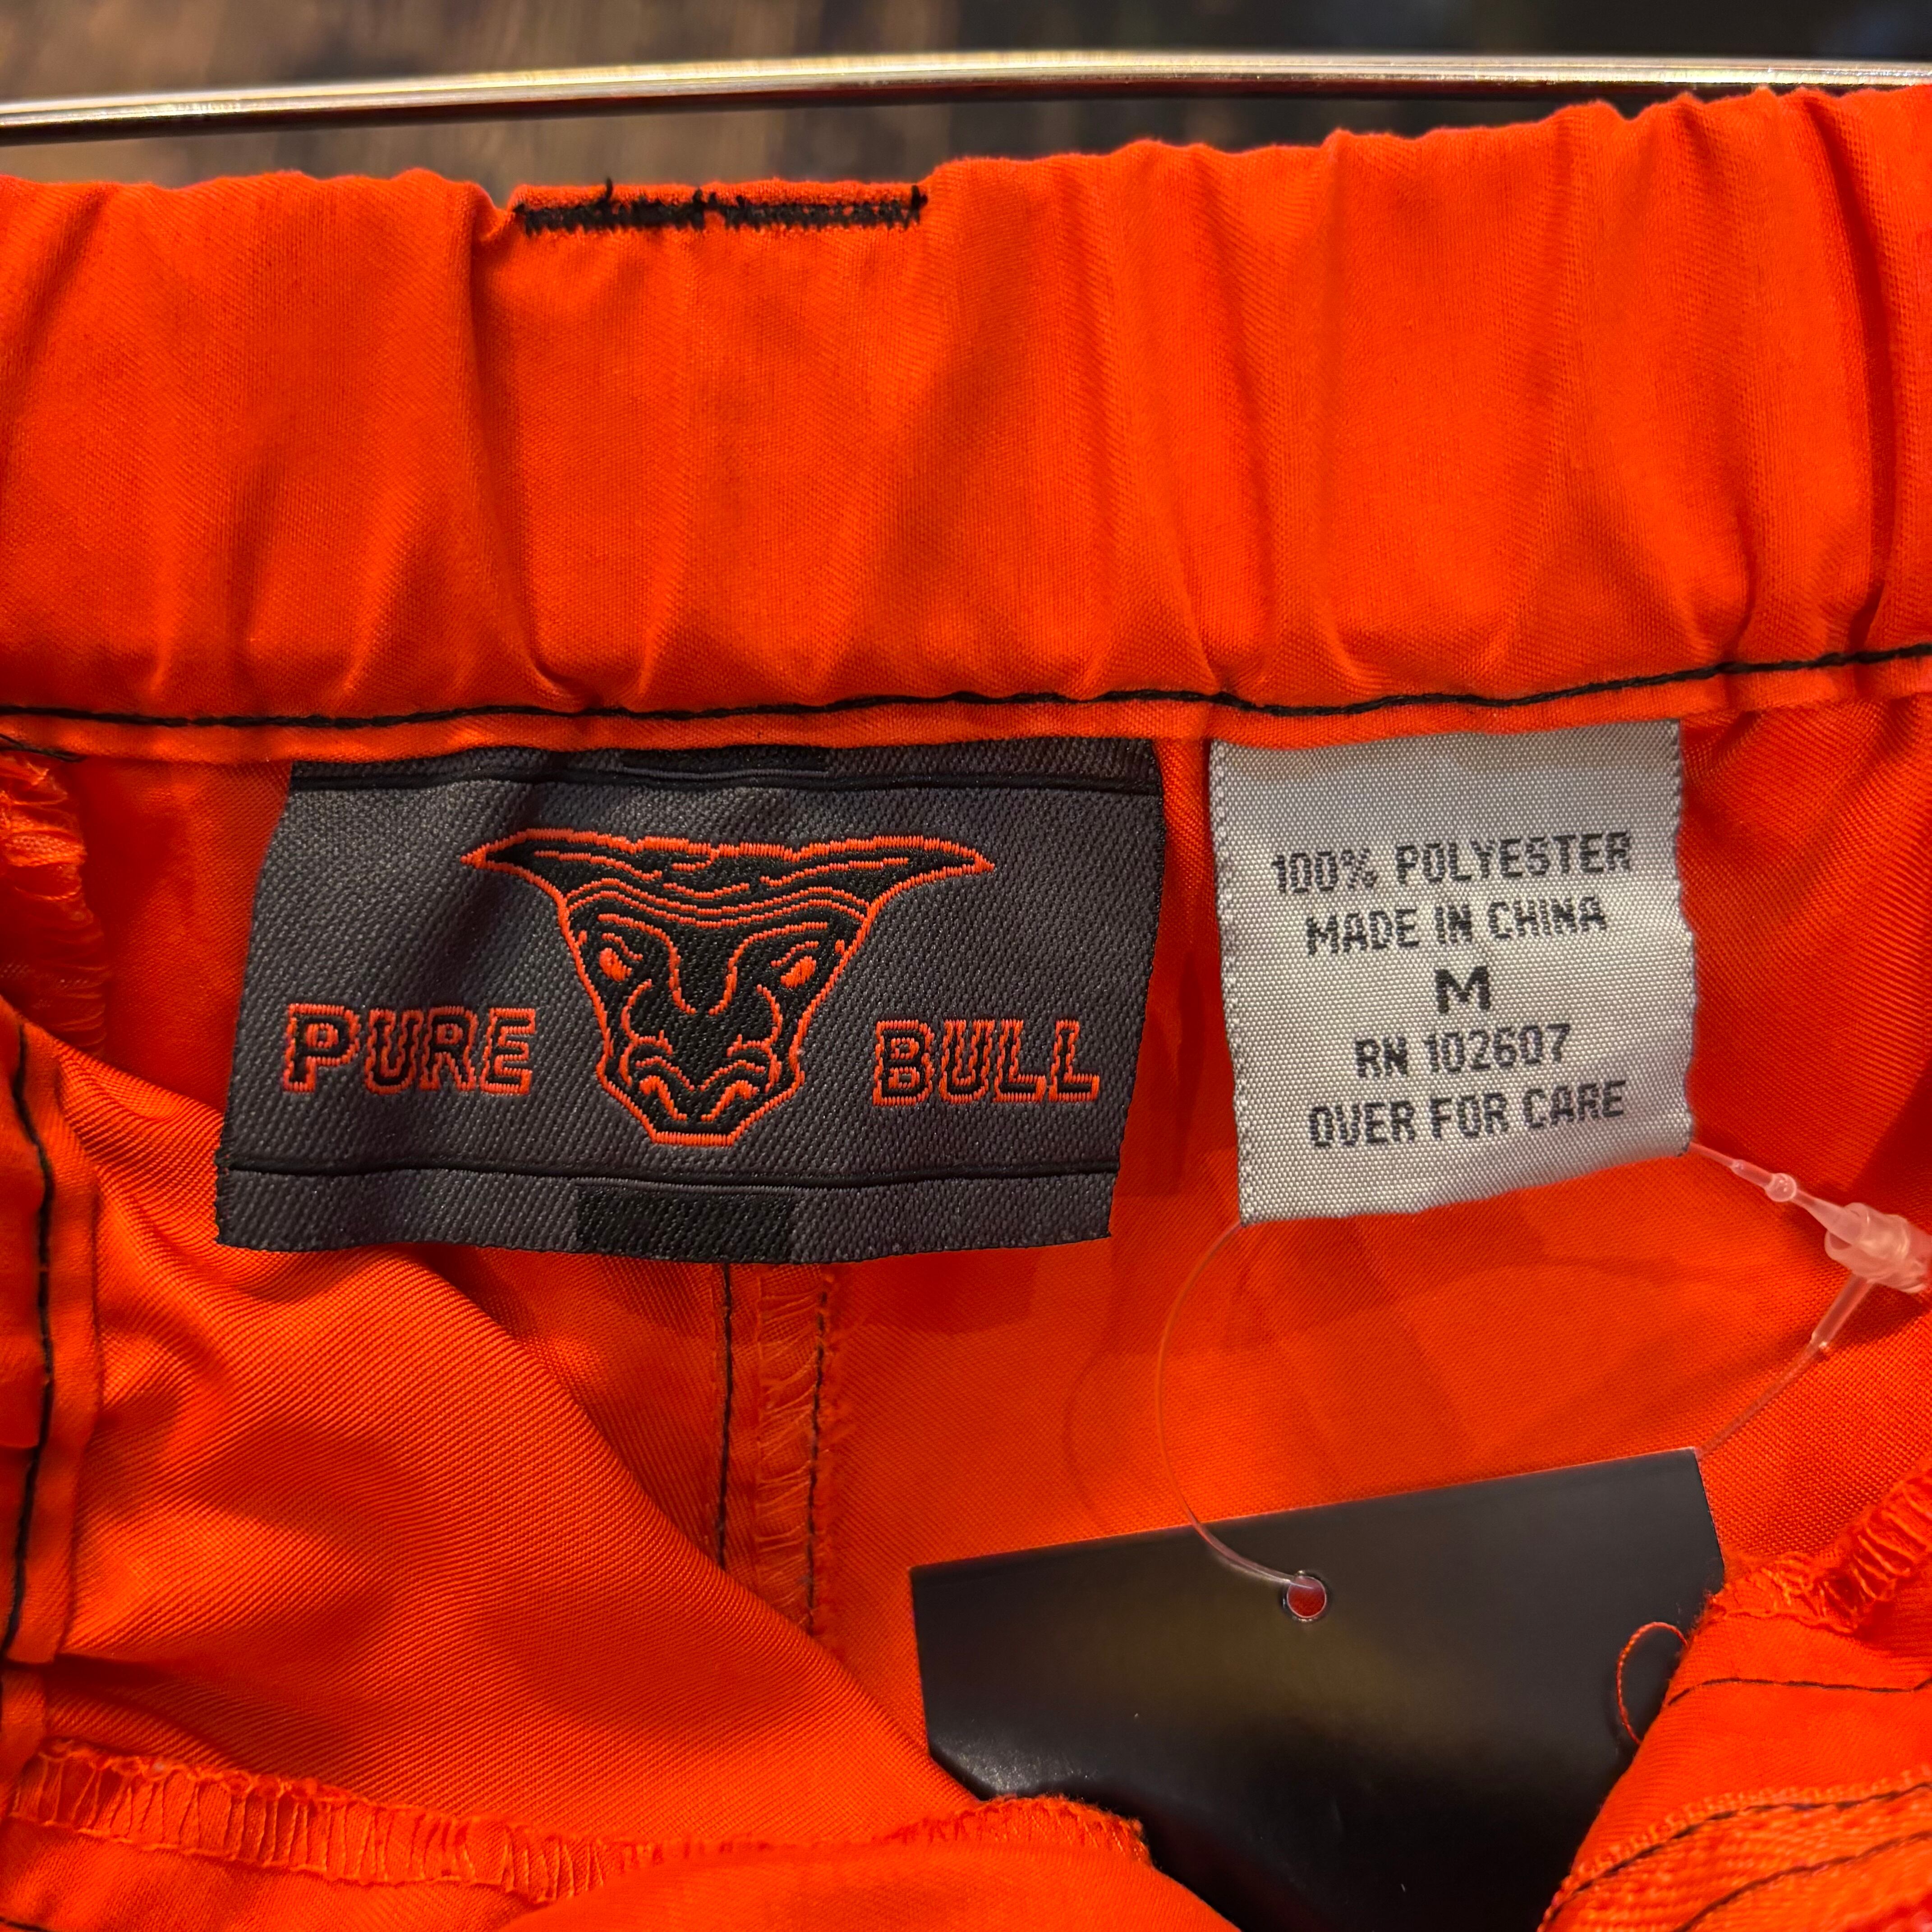 PURE BULL
100% POLYESTER
MADE IN CHINA
M
RN 102607
OVER FOR CARE